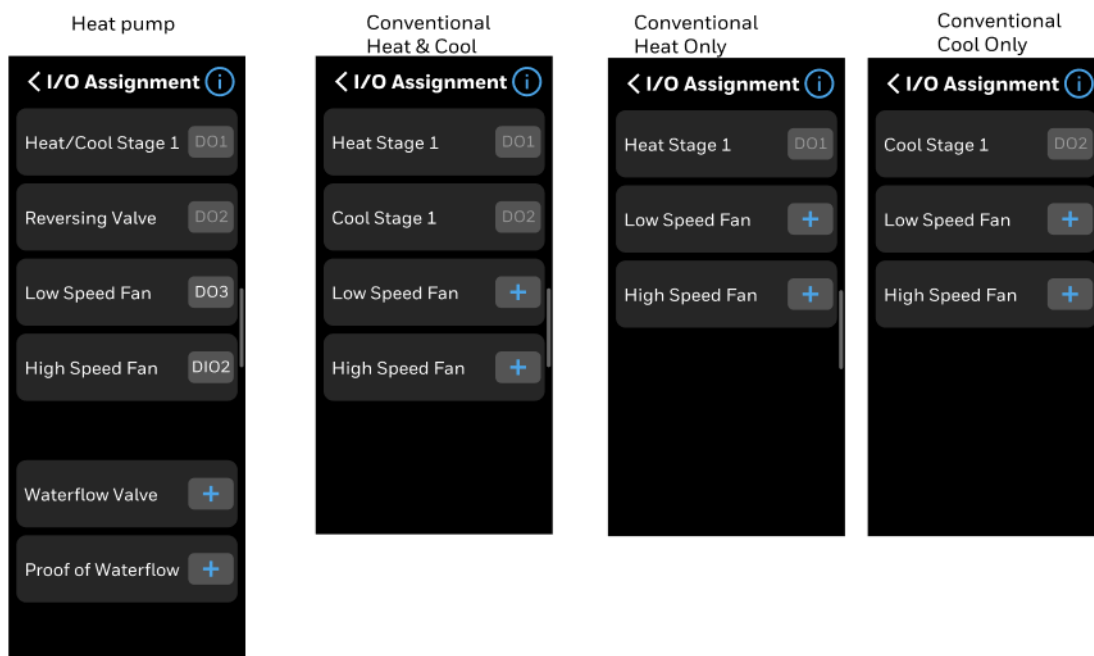 Heat pump
I/O Assignment
Heat/Cool Stage 1 DO1
Reversing Valve DO2
Low Speed Fan DO3
High Speed Fan DIO2
Waterflow Valve +
Proof of Waterflow +
Conventional
Heat & Cool
I/O Assignment
Heat Stage 1 DO1
Cool Stage 1 DO2
Low Speed Fan +
High Speed Fan +
Conventional
Heat Only
I/O Assignment
Heat Stage 1 DO1
Low Speed Fan +
High Speed Fan +
Conventional
Cool Only
I/O Assignment
Cool Stage 1 DO2
Low Speed Fan +
High Speed Fan +